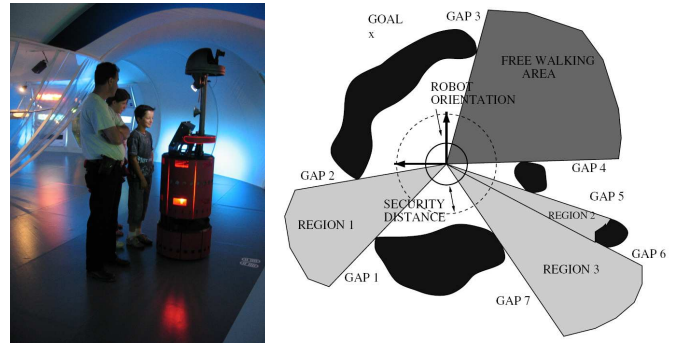 GOAL
x
GAP 3
FREE WALKING
AREA
ROBOT
ORIENTATION
GAP 2
GAP 4
SECURITY
DISTANCE
GAP 5
REGION 2
REGION 1
GAP 6
REGION 3
GAP 1
GAP 7